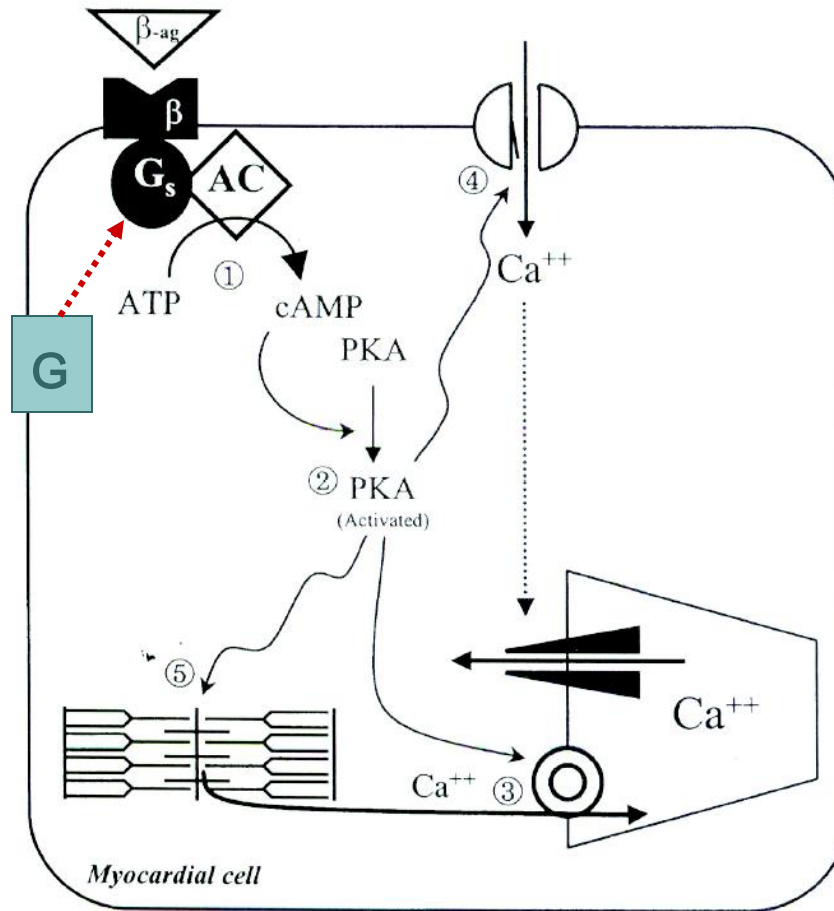 β-ag
β
Gs
AC
④
①
Ca++
ATP
cAMP
G
PKA
② PKA
(Activated)
⑤
Ca++
Ca++
③
Myocardial cell